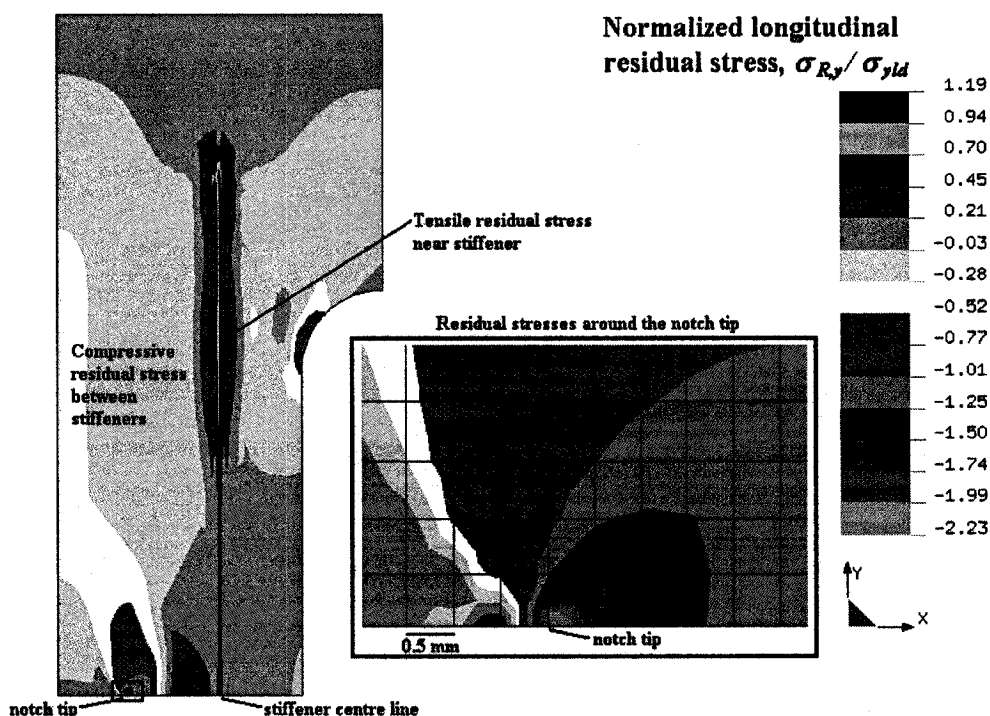 Normalized longitudinal
residual stress, σR,y / σyld
1.19
0.94
0.70
0.45
0.21
-0.03
-0.28
-0.52
-0.77
-1.01
-1.25
-1.50
-1.74
-1.99
-2.23
Tensile residual stress
near stiffener
Compressive
residual stress
between
stiffeners
Residual stresses around the notch tip
0.5 mm
notch tip
Y
X
notch tip
stiffener centre line